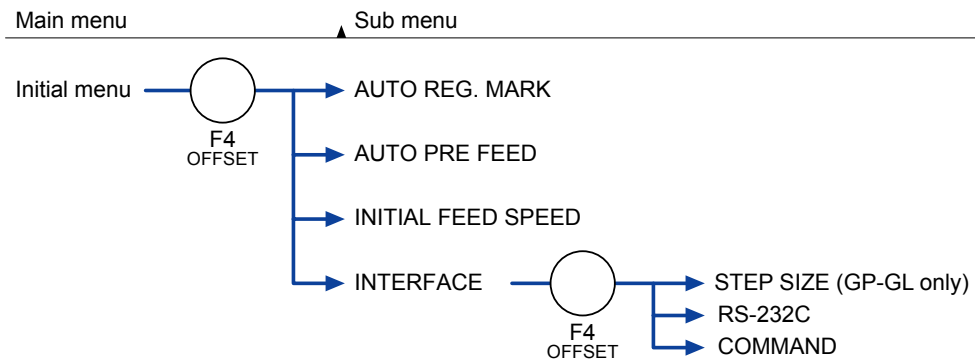 Main menu
Sub menu
Initial menu
F4
OFFSET
AUTO REG. MARK
AUTO PRE FEED
INITIAL FEED SPEED
INTERFACE
F4
OFFSET
STEP SIZE (GP-GL only)
RS-232C
COMMAND